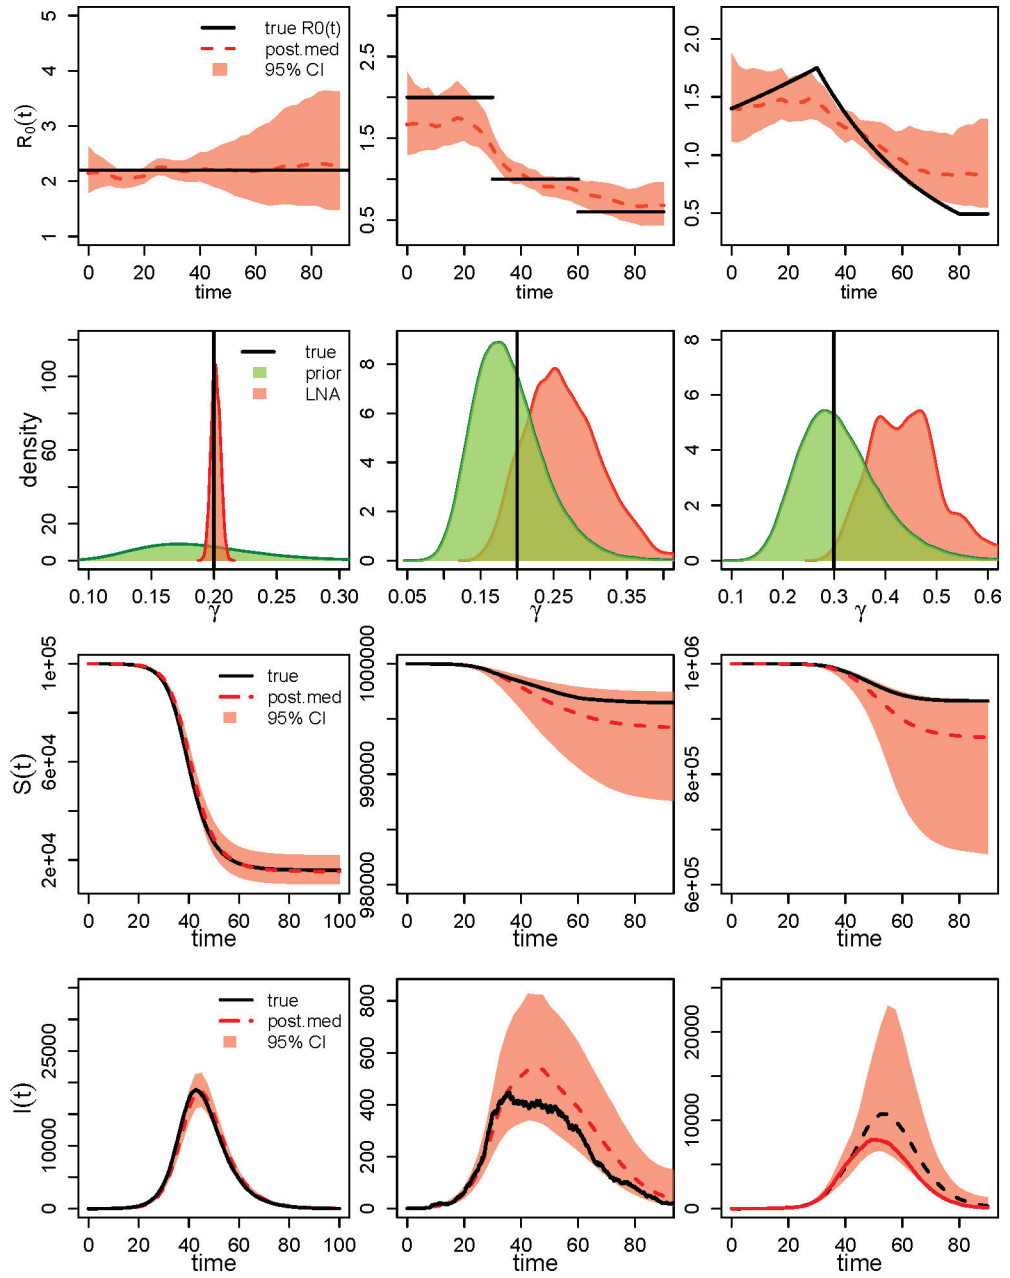 R₀(t)
5
4
3
2
1
true R0(t)
post.med
95% CI
0 20 40 60 80
time
2.5
1.5
0.5
0 20 40 60 80
time
2.0
1.5
1.0
0.5
0 20 40 60 80
time
density
100
60
20
0
true
prior
LNA
0.10 0.15 0.20 0.25 0.30
γ
8
6
4
2
0
0.05 0.15 0.25 0.35
γ
8
6
4
2
0
0.1 0.2 0.3 0.4 0.5 0.6
γ
S(t)
1e+05
6e+04
2e+04
true
post.med
95% CI
0 20 40 60 80 100
time
1000000
990000
980000
0 20 40 60 80
time
1e+06
8e+05
6e+05
0 20 40 60 80
time
I(t)
25000
10000
0
true
post.med
95% CI
0 20 40 60 80 100
time
800
600
400
200
0
0 20 40 60 80
time
20000
10000
0
0 20 40 60 80
time